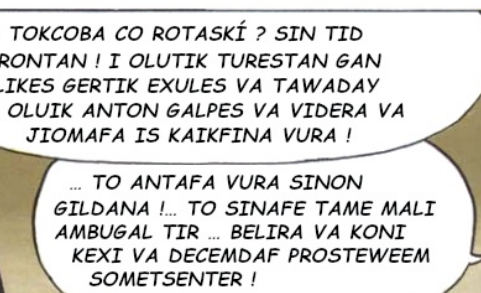 TOKCOBA CO ROTASKÍ ? SIN TID
RONTAN ! I OLUTIK TURESTAN GAN
LIKES GERTIK EXULES VA TAWADAY
OLUIK ANTON GALPES VA VIDERA VA
JIOMAFA IS KAIKFINA VURA !
… TO ANTAFA VURA SINON
GILDANA !… TO SINAFE TAME MALI
AMBUGAL TIR … BELIRA VA KONI
KEXI VA DECEMDAF PROSTEWEEM
SOMETSENTER !